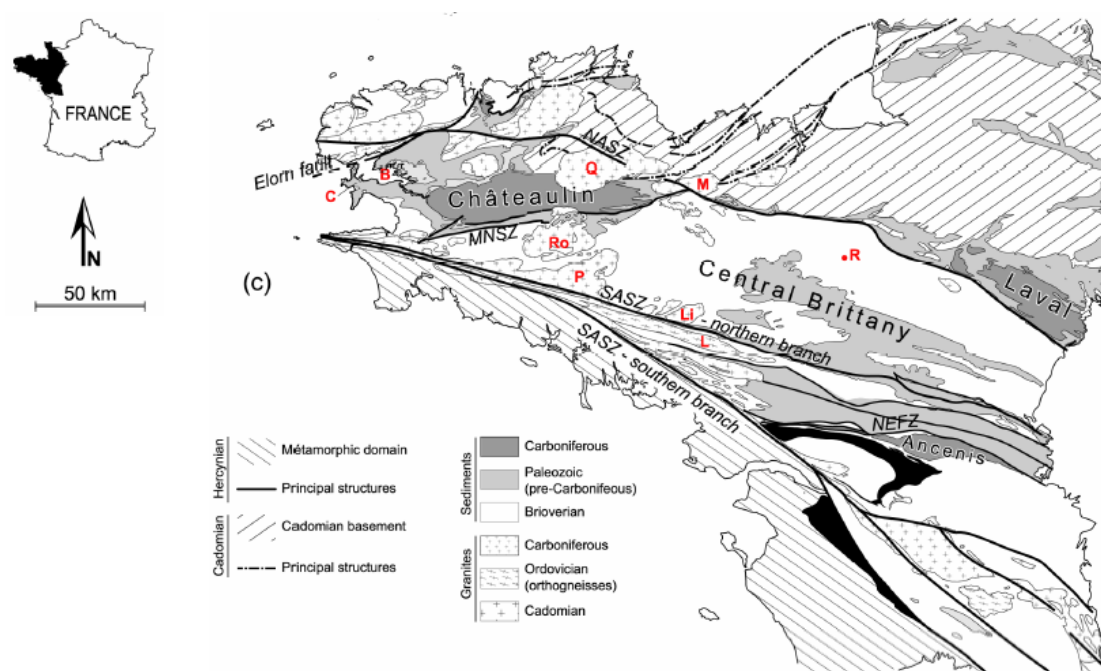 FRANCE
N
50 km
(c)
Elorn fault
B
C
Châteaulin
NASZ
Q
M
MNSZ
Ro
P
R
Central Brittany
Laval
SASZ - northern branch
Li
L
SASZ - southern branch
NEFZ
Ancenis
Hercynian
Métamorphic domain
Principal structures
Cadomian
Cadomian basement
Principal structures
Sediments
Carboniferous
Paleozoic
(pre-Carbonifeous)
Brioverian
Granites
Carboniferous
Ordovician
(orthogneisses)
Cadomian